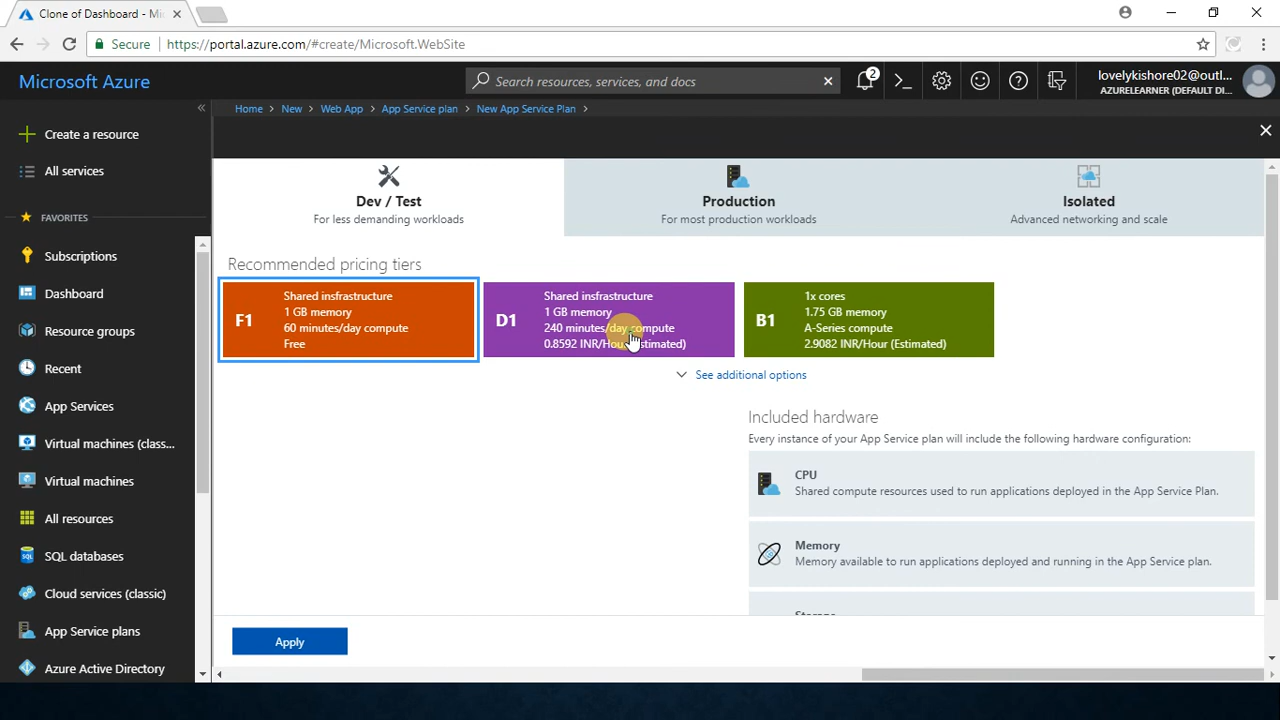 Clone of Dashboard - Mi
Secure
https://portal.azure.com/#create/Microsoft.WebSite
Microsoft Azure
Search resources, services, and docs
2
lovelykishore02@outl...
AZURELEARNER (DEFAULT DI...
Home > New > Web App > App Service plan > New App Service Plan >
Create a resource
All services
FAVORITES
Subscriptions
Dashboard
Resource groups
Recent
App Services
Virtual machines (class...
Virtual machines
All resources
SQL databases
Cloud services (classic)
App Service plans
Azure Active Directory
Dev / Test
For less demanding workloads
Production
For most production workloads
Isolated
Advanced networking and scale
Recommended pricing tiers
F1
Shared insfrastructure
1 GB memory
60 minutes/day compute
Free
D1
Shared insfrastructure
1 GB memory
240 minutes/day compute
0.8592 INR/Hour
B1
1x cores
1.75 GB memory
A-Series compute
2.9082 INR/Hour (Estimated)
See additional options
Included hardware
Every instance of your App Service plan will include the following hardware configuration:
CPU
Shared compute resources used to run applications deployed in the App Service Plan.
Memory
Memory available to run applications deployed and running in the App Service plan.
Storage
Apply